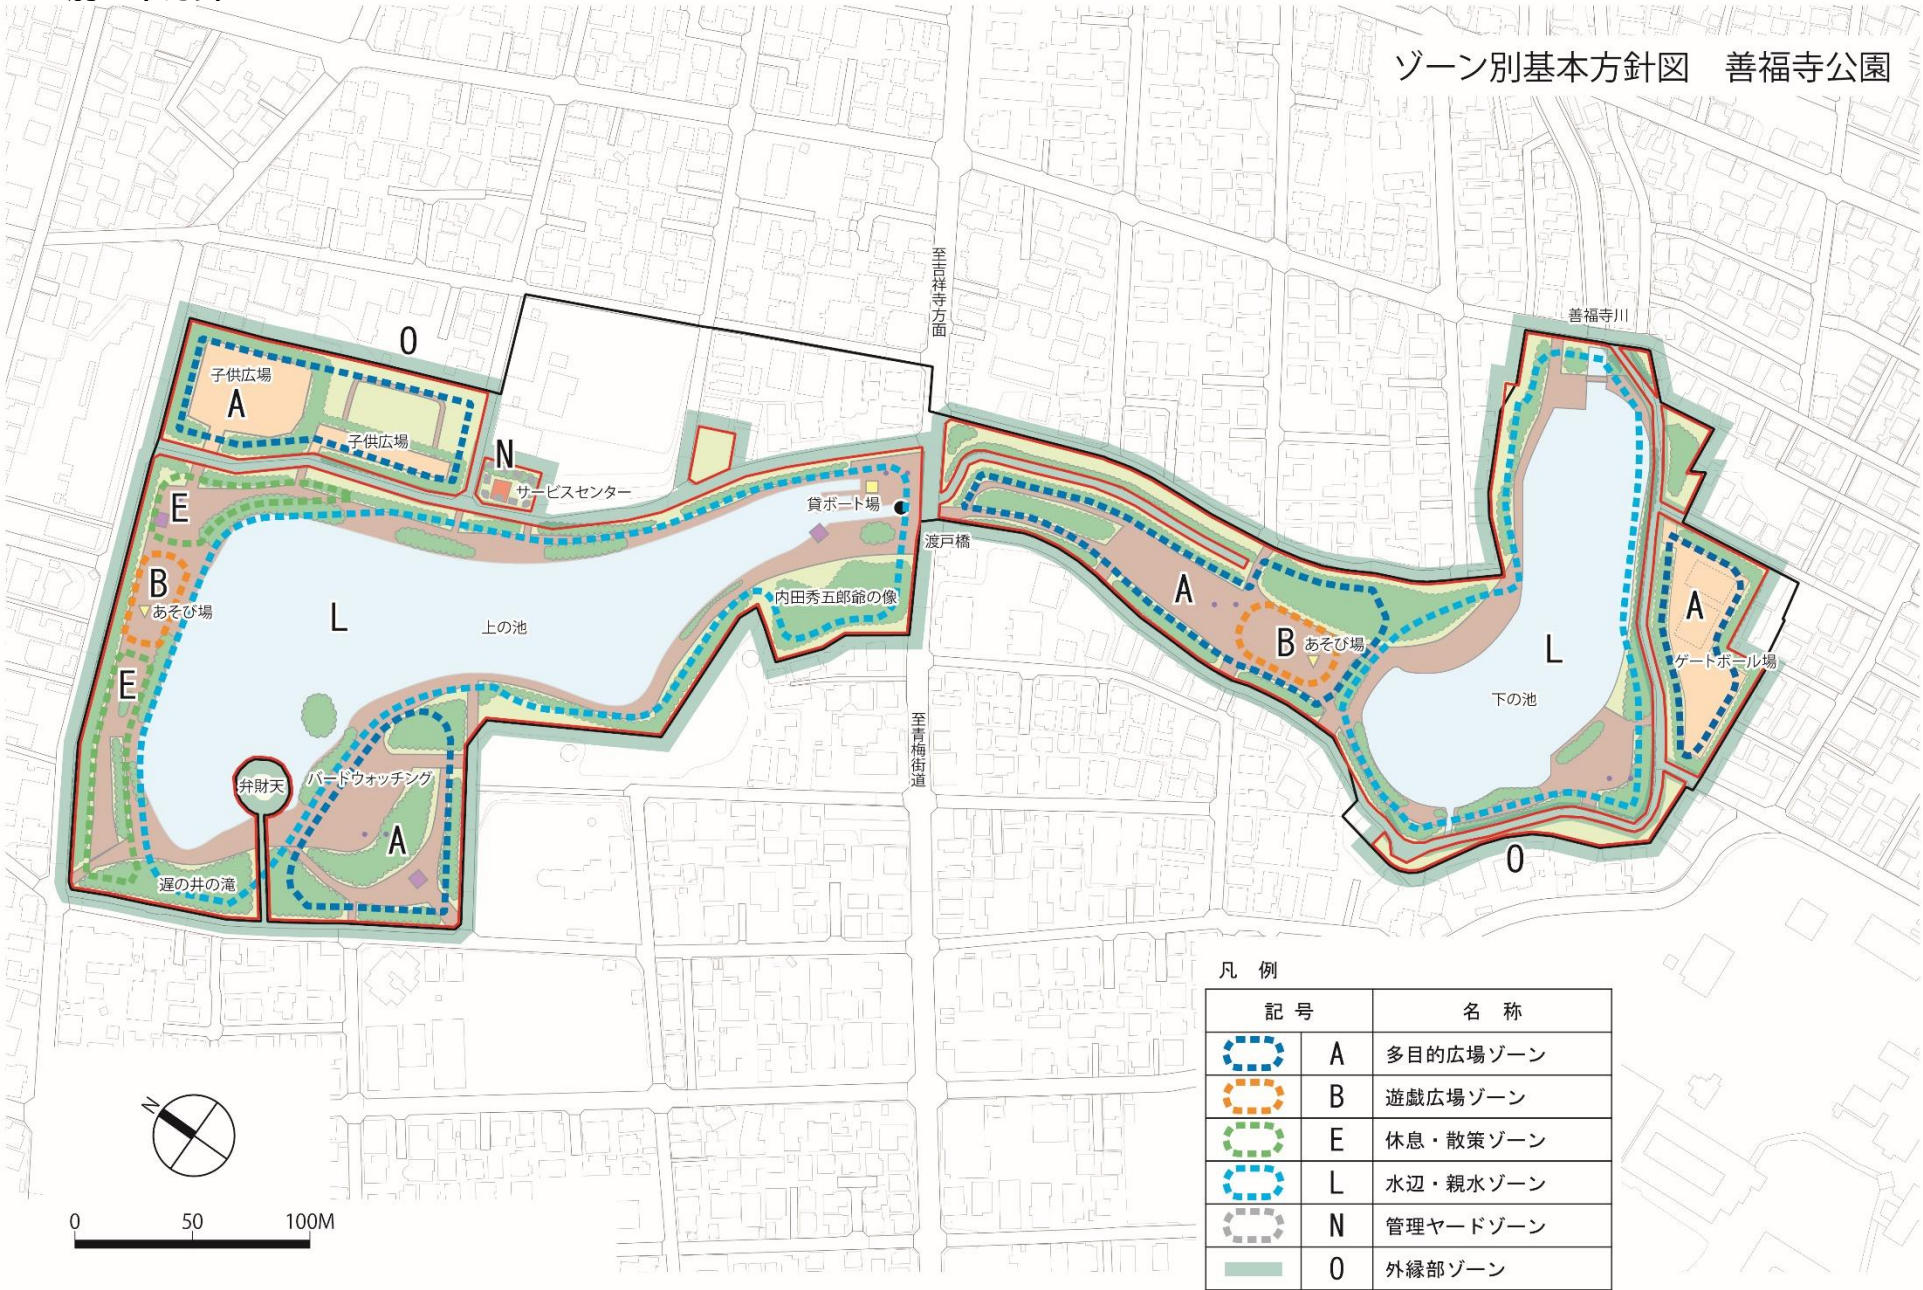 ゾーン別基本方針図　善福寺公園
至吉祥寺方面
善福寺川
O
子供広場
A
子供広場
N
サービスセンター
E
貸ボート場
渡戸橋
B
あそび場
L
上の池
内田秀五郎爺の像
A
B
あそび場
L
下の池
A
ゲートボール場
E
至青梅街道
弁財天
バードウォッチング
A
遅の井の滝
O
N
0 50 100M
凡 例
記 号 名 称
A 多目的広場ゾーン
B 遊戯広場ゾーン
E 休息・散策ゾーン
L 水辺・親水ゾーン
N 管理ヤードゾーン
O 外縁部ゾーン